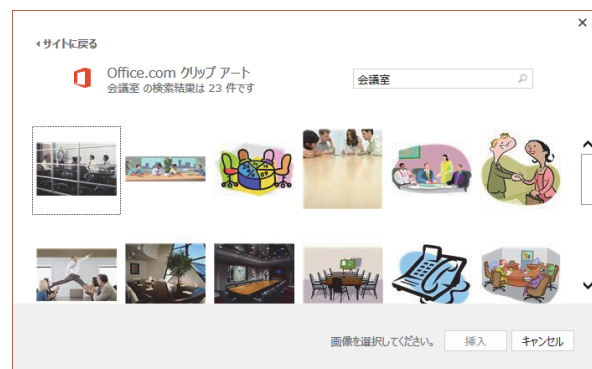 サイトに戻る
Office.com クリップ アート
会議室 の検索結果は 23 件です
会議室
画像を選択してください。
挿入
キャンセル